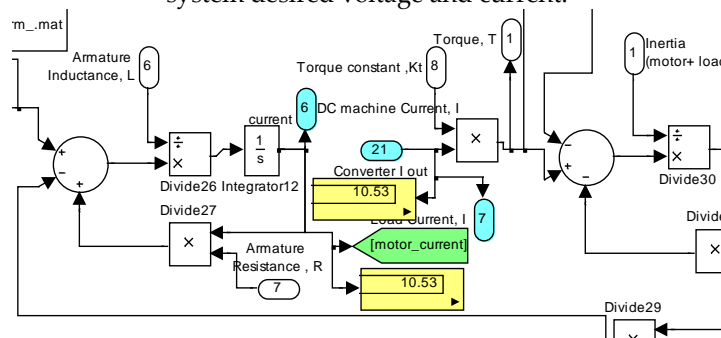 system desired voltage and current.
rm_.mat
Armature
Inductance, L
6
Torque, T
1
Torque constant ,Kt
8
1
Inertia
(motor+ load
current
6
DC machine Current, I
÷
×
1
s
21
×
÷
×
+
−
+
−
+
−
Divide26
Integrator12
Converter I out
10.53
Divide30
Divide27
×
Load Current, I
7
[motor_current]
Armature
Resistance , R
7
10.53
×
Divide29
×